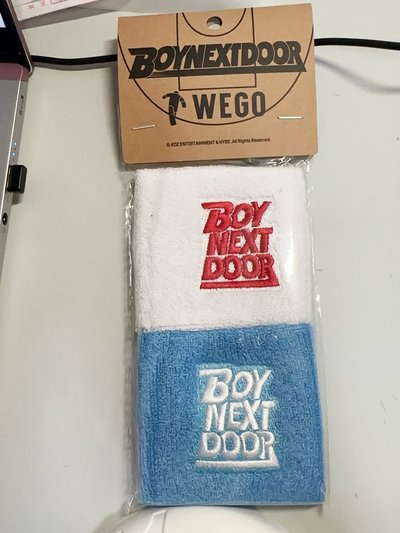 BOYNEXTDOOR
WEGO
© KOZ ENTERTAINMENT & HYBE. All Rights Reserved.
BOY
NEXT
DOOR
BOY
NEXT
DOOR